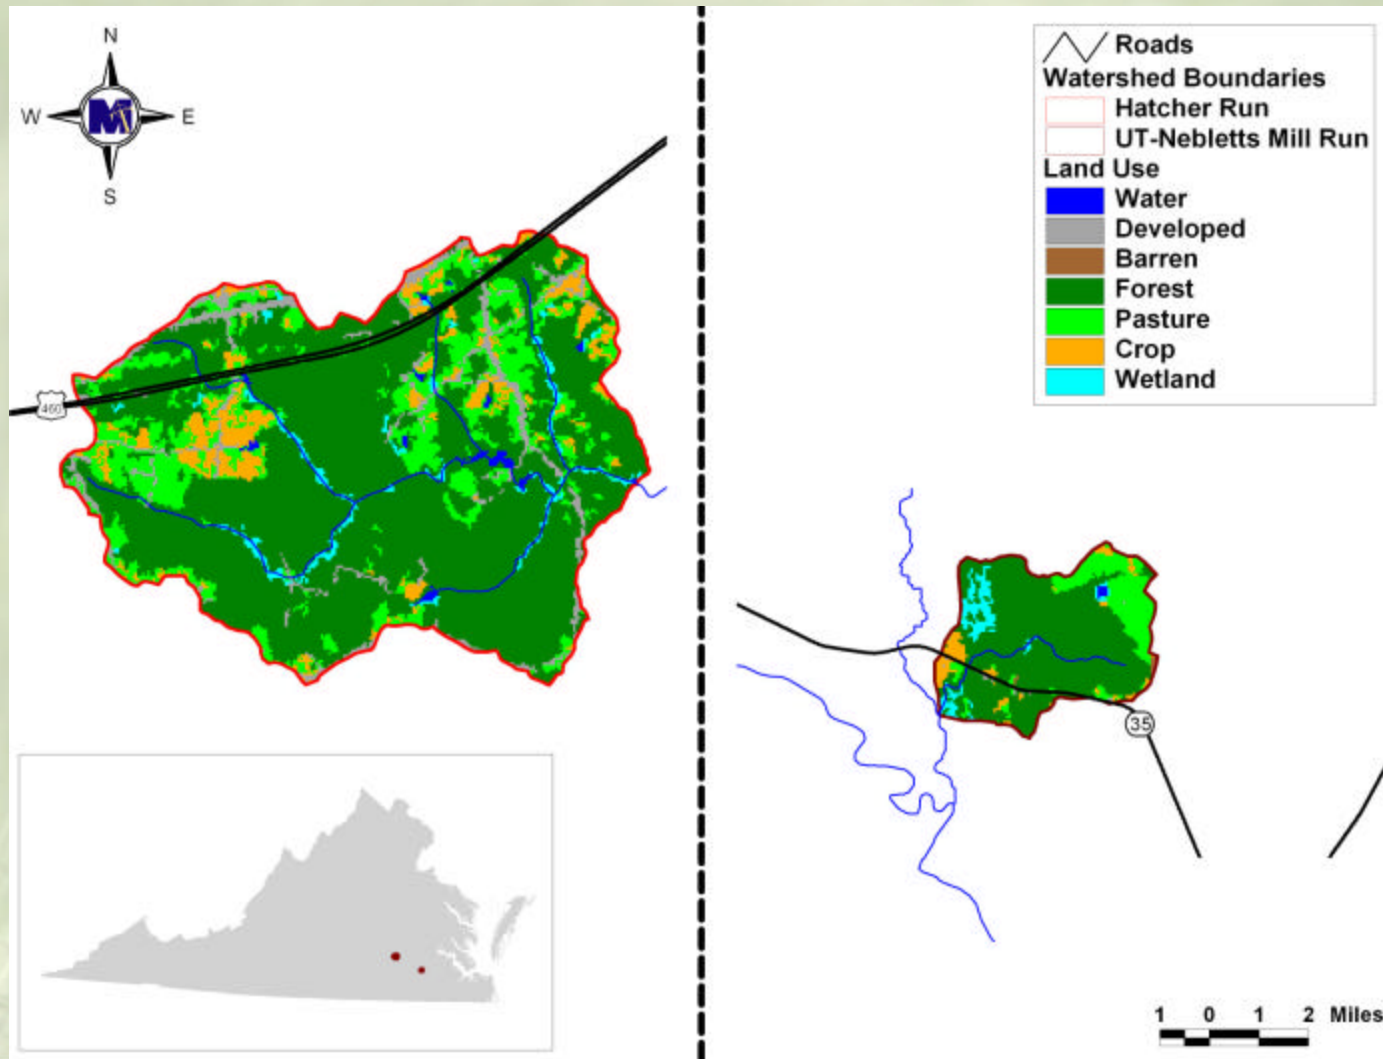 N
W M E
S
460
Roads
Watershed Boundaries
Hatcher Run
UT-Nebletts Mill Run
Land Use
Water
Developed
Barren
Forest
Pasture
Crop
Wetland
35
1 0 1 2 Miles